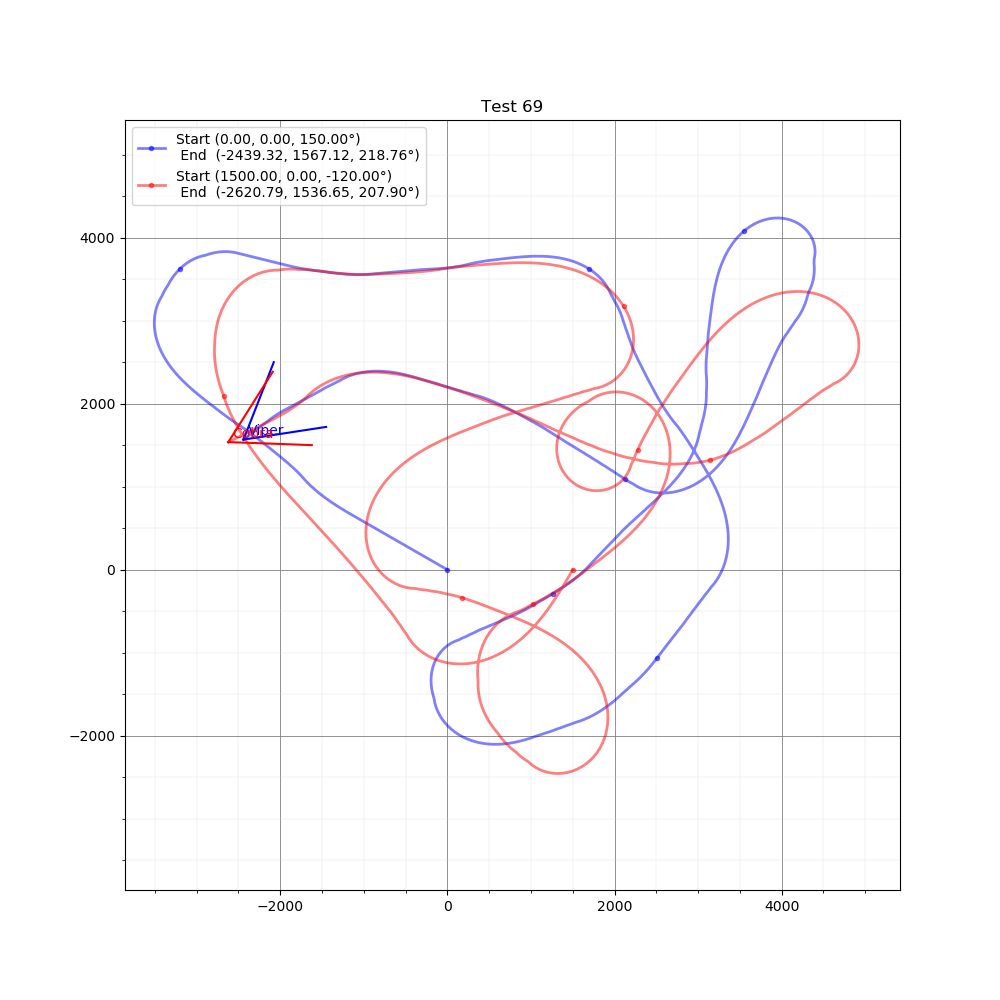 Test 69
Start (0.00, 0.00, 150.00°)
End (-2439.32, 1567.12, 218.76°)
Start (1500.00, 0.00, -120.00°)
End (-2620.79, 1536.65, 207.90°)
4000
2000
0
−2000
−2000
0
2000
4000
Viper